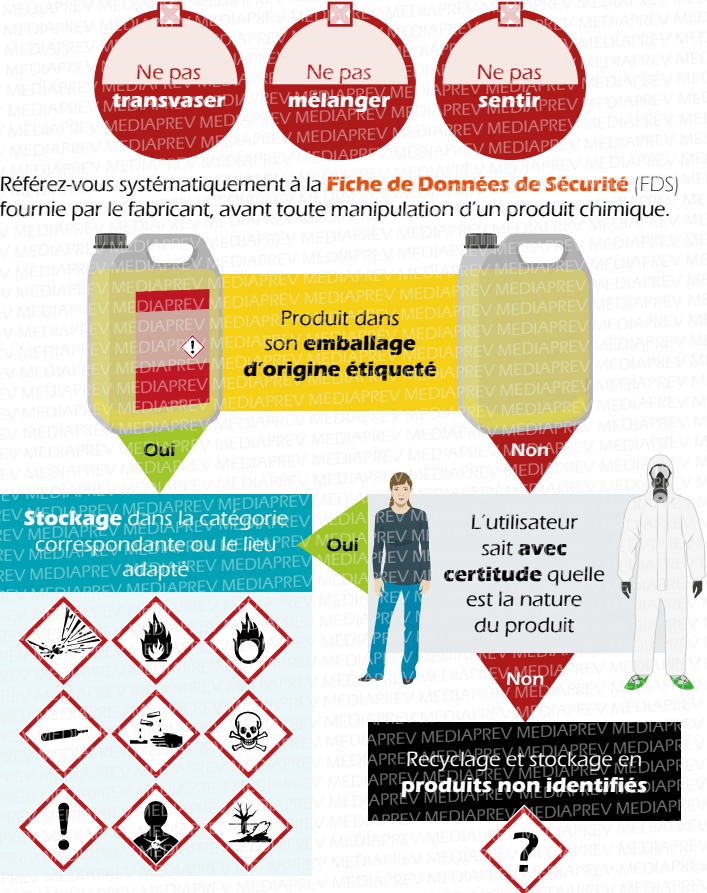 Ne pas
transvaser
Ne pas
mélanger
Ne pas
sentir
Référez-vous systématiquement à la Fiche de Données de Sécurité (FDS)
fournie par le fabricant, avant toute manipulation d'un produit chimique.
Produit dans
son emballage
d'origine étiqueté
Oui
Non
Stockage dans la catégorie
correspondante ou le lieu
adapté
Oui
L'utilisateur
sait avec
certitude quelle
est la nature
du produit
Non
Recyclage et stockage en
produits non identifiés
?
MEDIAPREV